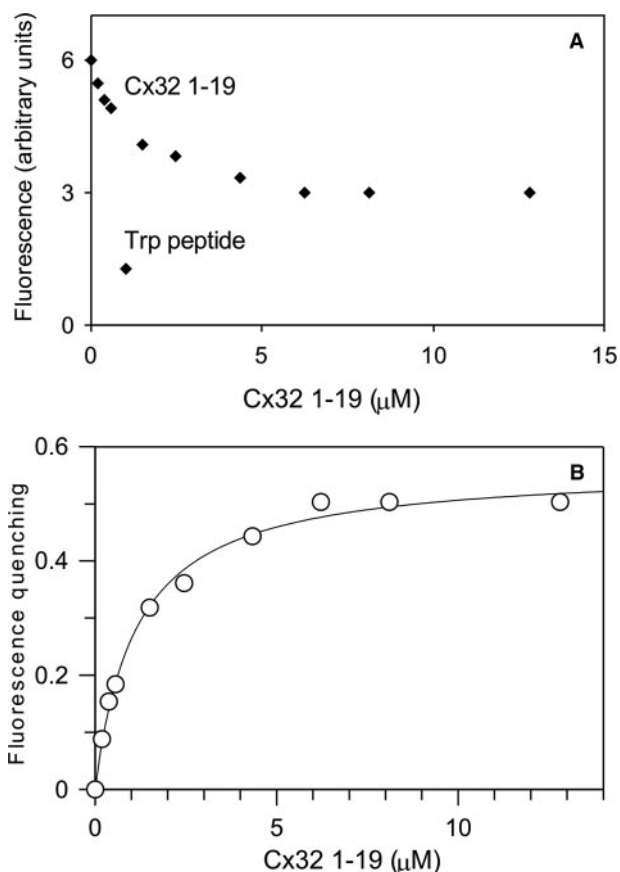 A
6
Cx32 1-19
3
Trp peptide
0
0 5 10 15
Fluorescence (arbitrary units)
Cx32 1-19 (μM)
0.6
B
0.4
0.2
0
0 5 10
Fluorescence quenching
Cx32 1-19 (μM)